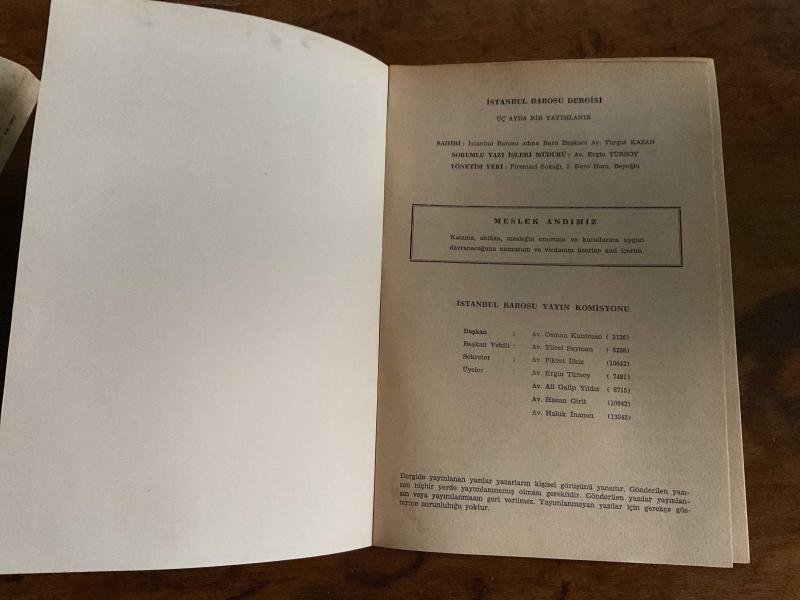 İSTANBUL BAROSU DERGİSİ
ÜÇ AYDA BİR YAYIMLANIR
SAHİBİ : İstanbul Barosu adına Baro Başkanı Av. Turgut KAZAN
SORUMLU YAZI İŞLERİ MÜDÜRÜ : Av. Ergin TÜRSOY
YÖNETİM YERİ : Piremeni Sokağı, 1. Baro Hanı, Beyoğlu
MESLEK ANDIMIZ
Kanuna, ahlâka, mesleğin onuruna ve kurallarına uygun
davranacağıma namusum ve vicdanım üzerine and içerim.
İSTANBUL BAROSU YAYIN KOMİSYONU
Başkan : Av. Osman Kuntman ( 2126)
Başkan Vekili : Av. Yücel Sayman ( 5238)
Sekreter : Av. Fikret İlkiz (10642)
Üyeler : Av. Ergin Türsoy ( 7481)
Av. Ali Galip Yıldız ( 8715)
Av. Hasan Girit (10942)
Av. Haluk İnanıcı (13543)
Dergide yayınlanan yazılar yazarların kişisel görüşünü yansıtır. Gönderilen yazı-
nın hiçbir yerde yayımlanmamış olması gereklidir. Gönderilen yazılar yayınlan-
sın veya yayımlanmasın geri verilmez. Yayımlanmayan yazılar için gerekçe gös-
terme zorunluluğu yoktur.